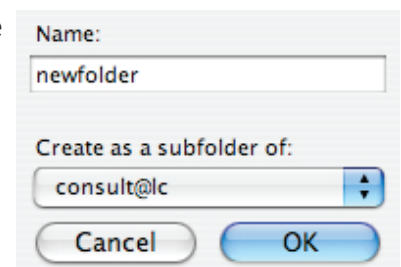 e
Name:
newfolder
Create as a subfolder of:
consult@lc
Cancel OK